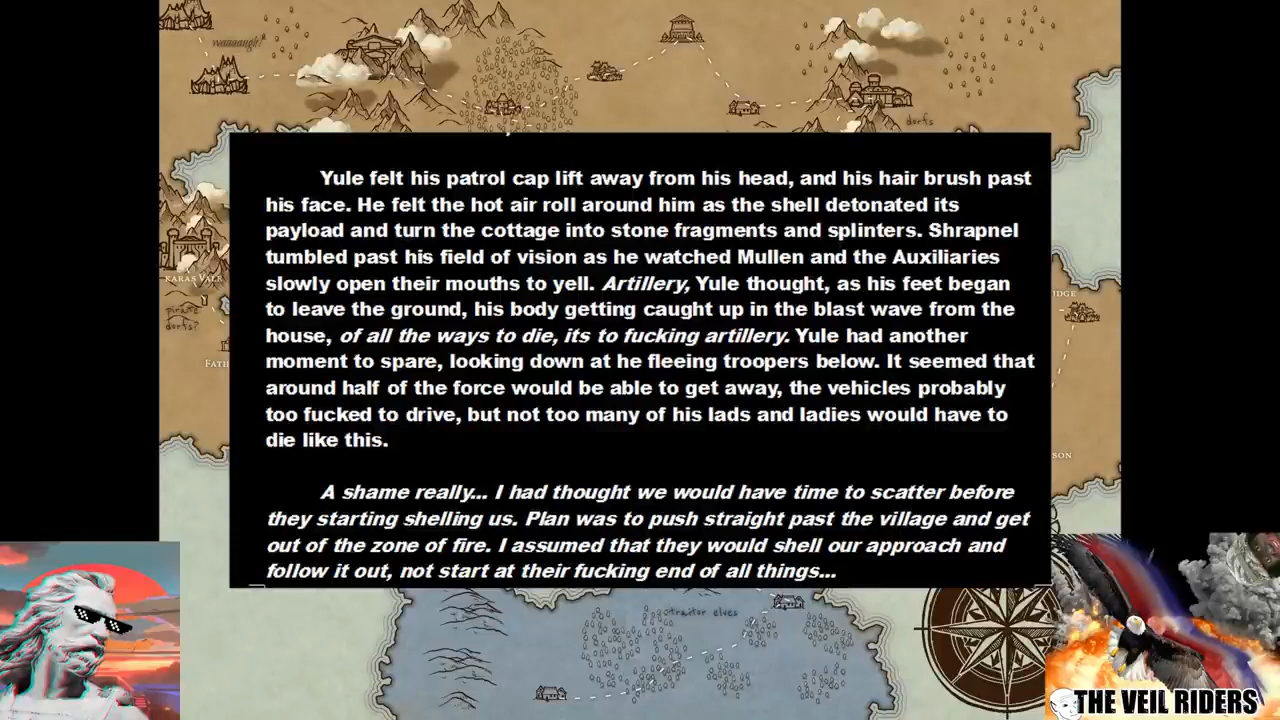 waaaaugh!
dorfs
Yule felt his patrol cap lift away from his head, and his hair brush past
his face. He felt the hot air roll around him as the shell detonated its
payload and turn the cottage into stone fragments and splinters. Shrapnel
tumbled past his field of vision as he watched Mullen and the Auxiliaries
slowly open their mouths to yell. Artillery, Yule thought, as his feet began
to leave the ground, his body getting caught up in the blast wave from the
house, of all the ways to die, its to fucking artillery. Yule had another
moment to spare, looking down at he fleeing troopers below. It seemed that
around half of the force would be able to get away, the vehicles probably
too fucked to drive, but not too many of his lads and ladies would have to
die like this.
A shame really... I had thought we would have time to scatter before
they starting shelling us. Plan was to push straight past the village and get
out of the zone of fire. I assumed that they would shell our approach and
follow it out, not start at their fucking end of all things...
KARAS VALE
pirate
dorfs?
FATH
IDGE
SON
traitor elves
THE VEIL RIDERS